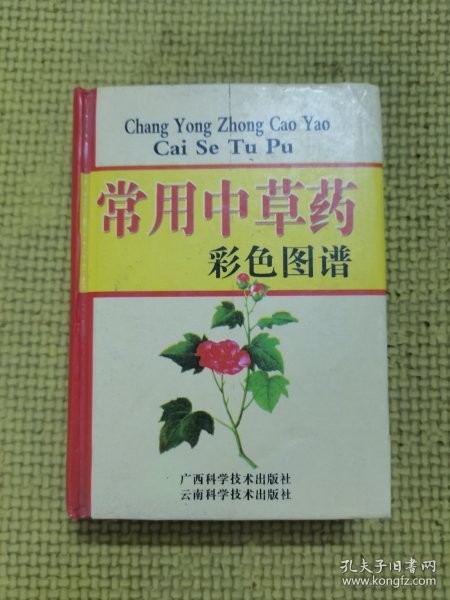 Chang Yong Zhong Cao Yao
Cai Se Tu Pu
常用中草药
彩色图谱
广西科学技术出版社
云南科学技术出版社
孔夫子旧书网
www.kongfz.com